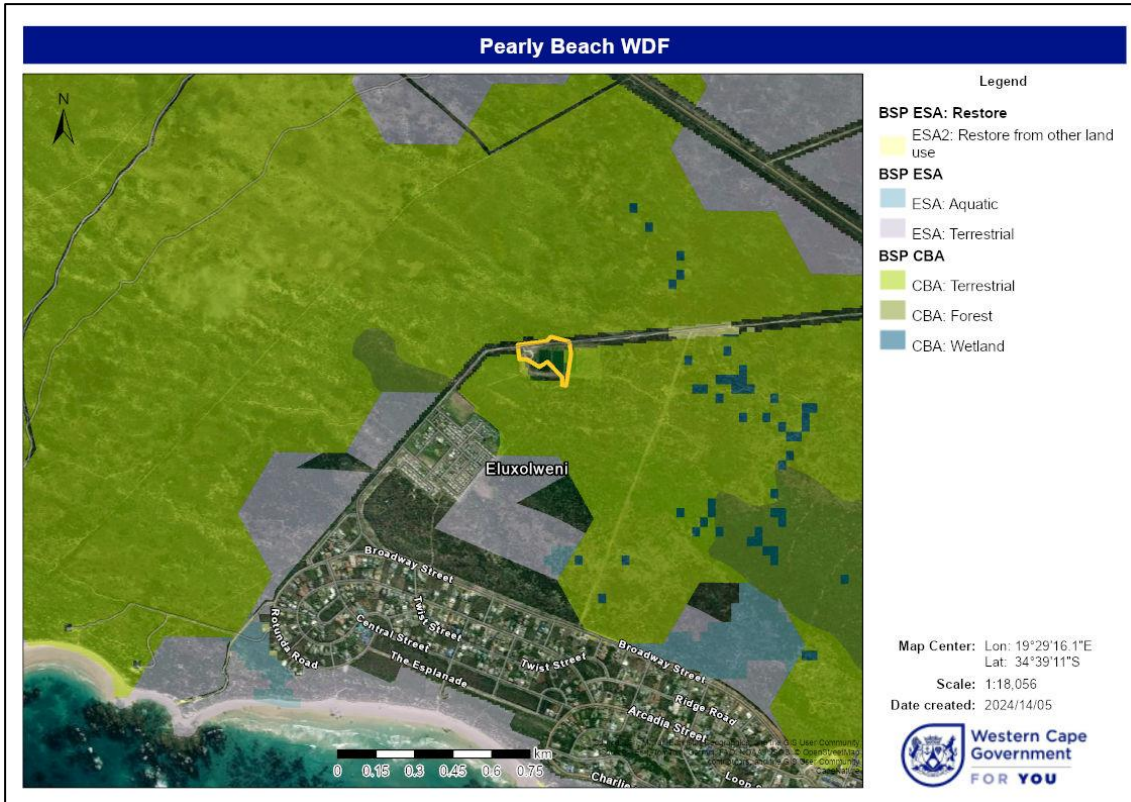 Pearly Beach WDF
N
Eluxolweni
Broadway Street
Twist Street
Rotunda Road
Central Street
The Esplanade
Twist Street
Broadway Street
Ridge Road
Arcadia Street
Charlie
Loop
km
0 0.15 0.3 0.45 0.6 0.75
Legend
BSP ESA: Restore
ESA2: Restore from other land
use
BSP ESA
ESA: Aquatic
ESA: Terrestrial
BSP CBA
CBA: Terrestrial
CBA: Forest
CBA: Wetland
Map Center: Lon: 19°29'16.1"E
Lat: 34°39'11"S
Scale: 1:18,056
Date created: 2024/14/05
Western Cape
Government
FOR YOU